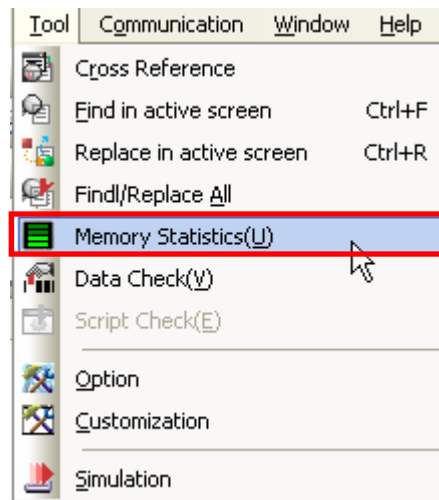 Tool Communication Window Help
Cross Reference
Find in active screen Ctrl+F
Replace in active screen Ctrl+R
Findl/Replace All
Memory Statistics(U)
Data Check(V)
Script Check(E)
Option
Customization
Simulation